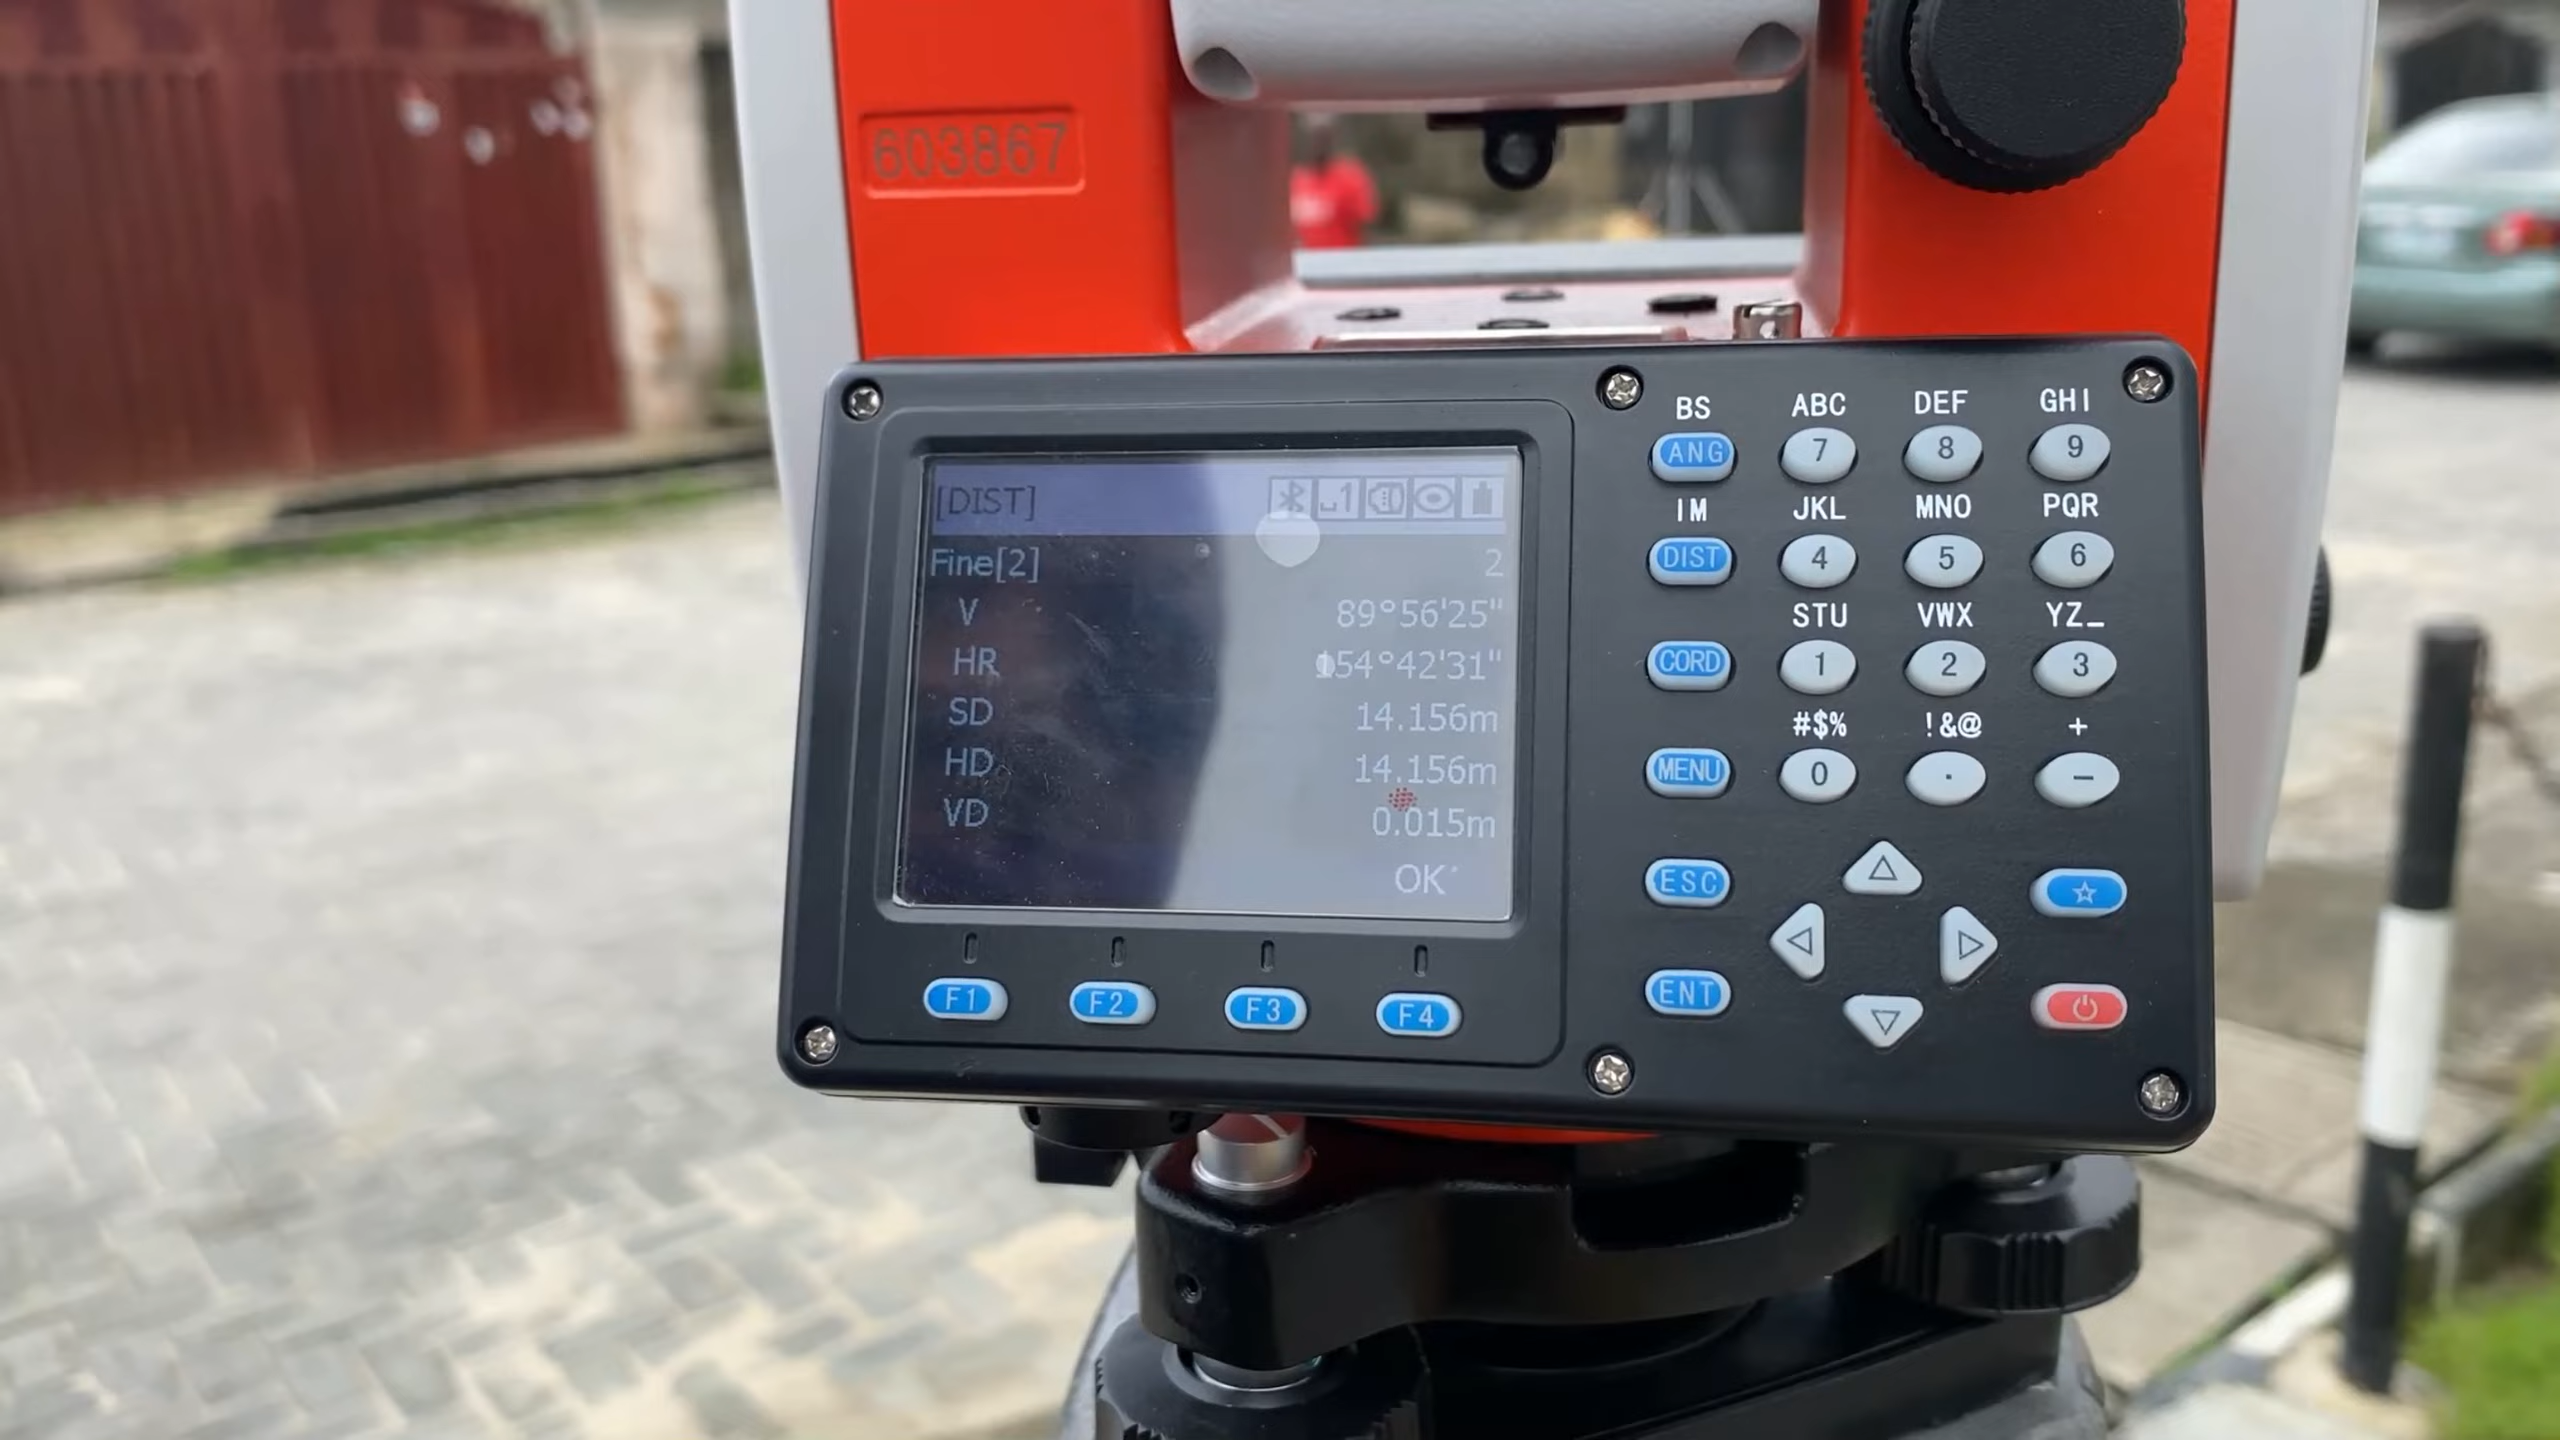 603867
[DIST]
Fine[2] 2
V 89°56'25"
HR 154°42'31"
SD 14.156m
HD 14.156m
VD 0.015m
OK
F1 F2 F3 F4
BS ABC DEF GHI
ANG 7 8 9
IM JKL MNO PQR
DIST 4 5 6
STU VWX YZ_
CORD 1 2 3
#$% !&@ +
MENU 0 . -
ESC
ENT